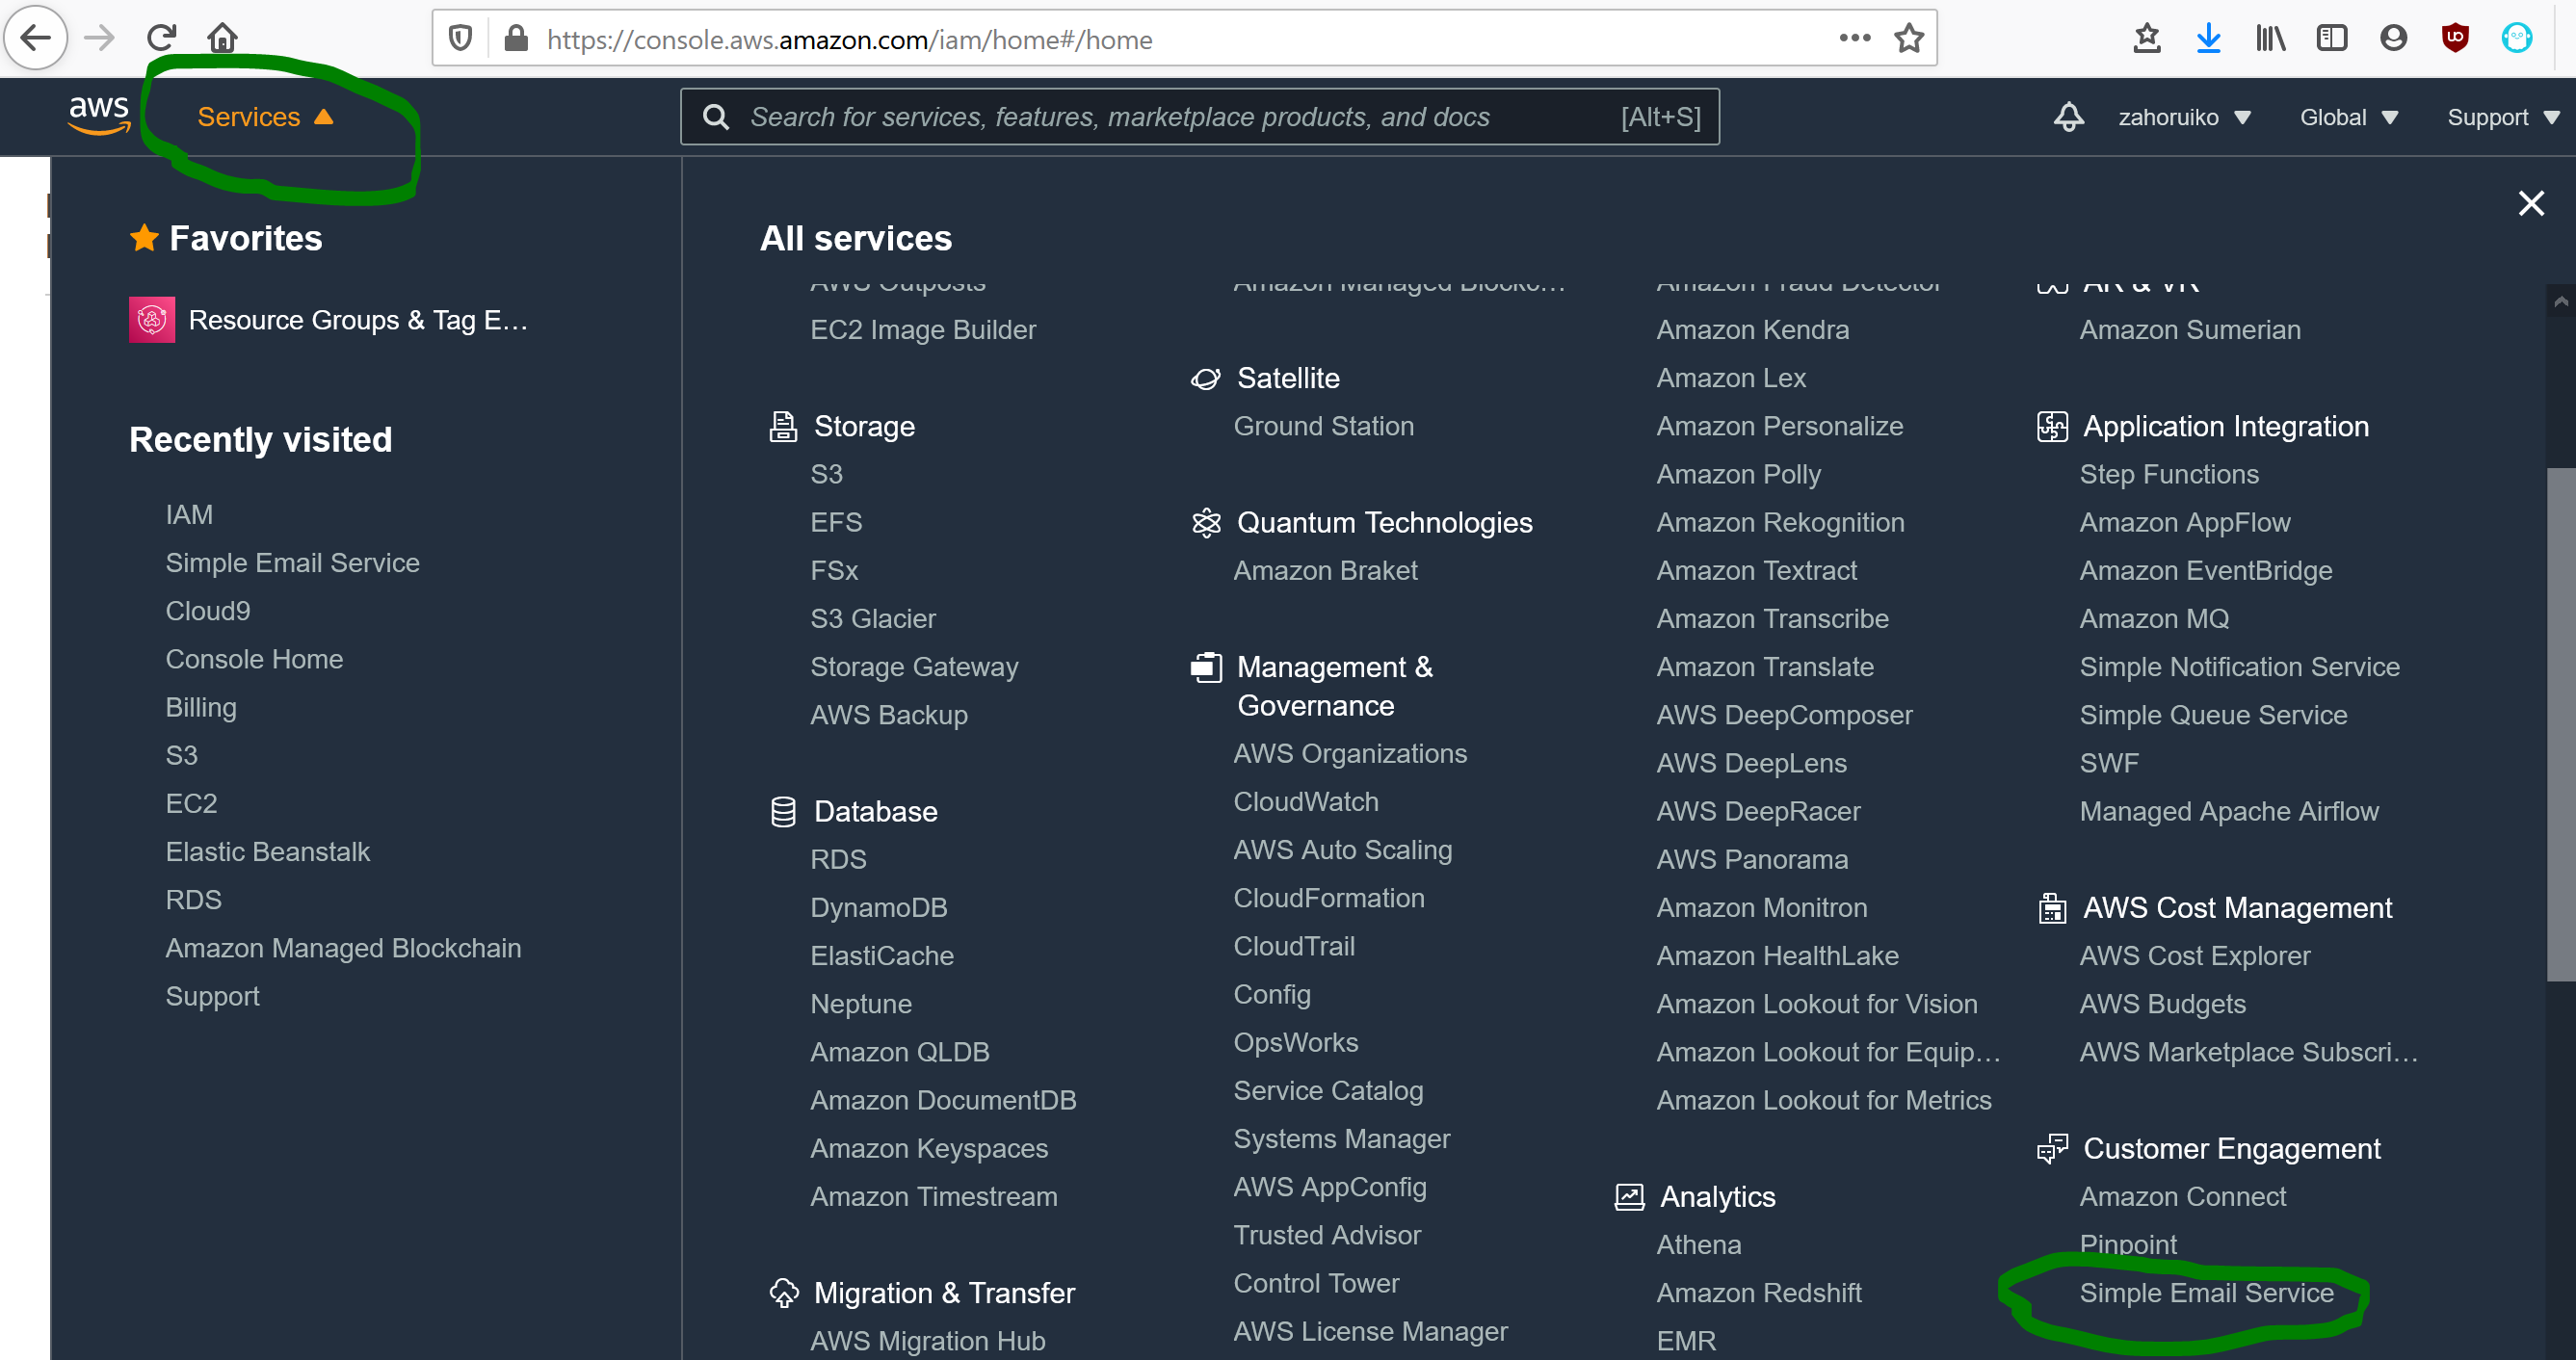 https://console.aws.amazon.com/iam/home#/home
aws
Services
Search for services, features, marketplace products, and docs
[Alt+S]
zahoruiko
Global
Support
Favorites
Resource Groups & Tag E...
Recently visited
IAM
Simple Email Service
Cloud9
Console Home
Billing
S3
EC2
Elastic Beanstalk
RDS
Amazon Managed Blockchain
Support
All services
AWS Outposts
EC2 Image Builder
Storage
S3
EFS
FSx
S3 Glacier
Storage Gateway
AWS Backup
Database
RDS
DynamoDB
ElastiCache
Neptune
Amazon QLDB
Amazon DocumentDB
Amazon Keyspaces
Amazon Timestream
Migration & Transfer
AWS Migration Hub
Amazon Managed Blockc...
Satellite
Ground Station
Quantum Technologies
Amazon Braket
Management &
Governance
AWS Organizations
CloudWatch
AWS Auto Scaling
CloudFormation
CloudTrail
Config
OpsWorks
Service Catalog
Systems Manager
AWS AppConfig
Trusted Advisor
Control Tower
AWS License Manager
Amazon Fraud Detector
Amazon Kendra
Amazon Lex
Amazon Personalize
Amazon Polly
Amazon Rekognition
Amazon Textract
Amazon Transcribe
Amazon Translate
AWS DeepComposer
AWS DeepLens
AWS DeepRacer
AWS Panorama
Amazon Monitron
Amazon HealthLake
Amazon Lookout for Vision
Amazon Lookout for Equip...
Amazon Lookout for Metrics
Analytics
Athena
Amazon Redshift
EMR
AR & VR
Amazon Sumerian
Application Integration
Step Functions
Amazon AppFlow
Amazon EventBridge
Amazon MQ
Simple Notification Service
Simple Queue Service
SWF
Managed Apache Airflow
AWS Cost Management
AWS Cost Explorer
AWS Budgets
AWS Marketplace Subscri...
Customer Engagement
Amazon Connect
Pinpoint
Simple Email Service